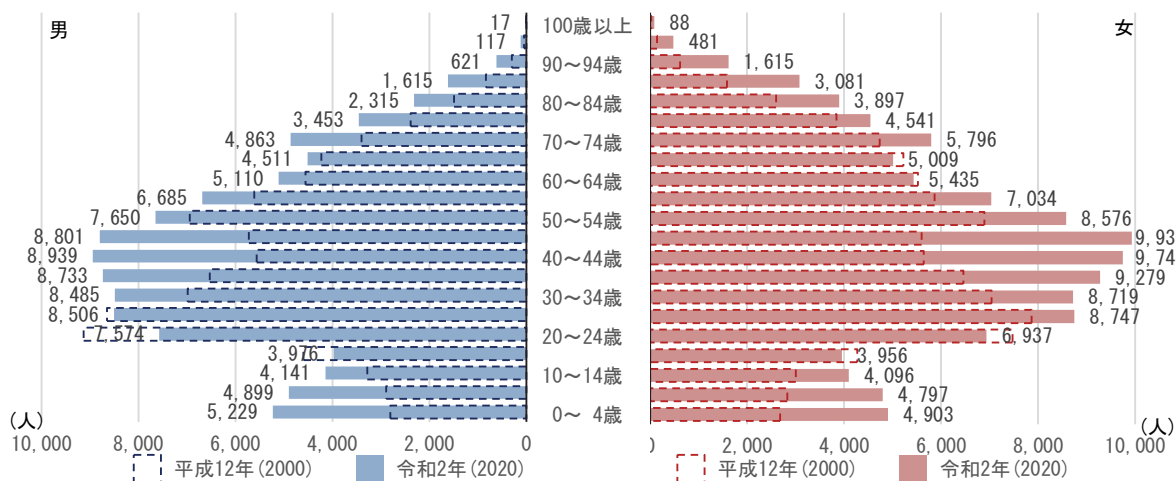 男 17 100歳以上 88 女
117 481
621 90～94歳 1,615
1,615 3,081
2,315 80～84歳 3,897
3,453 4,541
4,863 70～74歳 5,796
4,511 5,009
5,110 60～64歳 5,435
6,685 7,034
7,650 50～54歳 8,576
8,801 9,93
8,939 40～44歳 9,74
8,733 9,279
8,485 30～34歳 8,719
8,506 8,747
7,574 20～24歳 6,937
3,976 3,956
4,141 10～14歳 4,096
4,899 4,797
5,229 0～ 4歳 4,903
(人) (人)
10,000 8,000 6,000 4,000 2,000 0 0 2,000 4,000 6,000 8,000 10,000
平成12年(2000) 令和2年(2020) 平成12年(2000) 令和2年(2020)